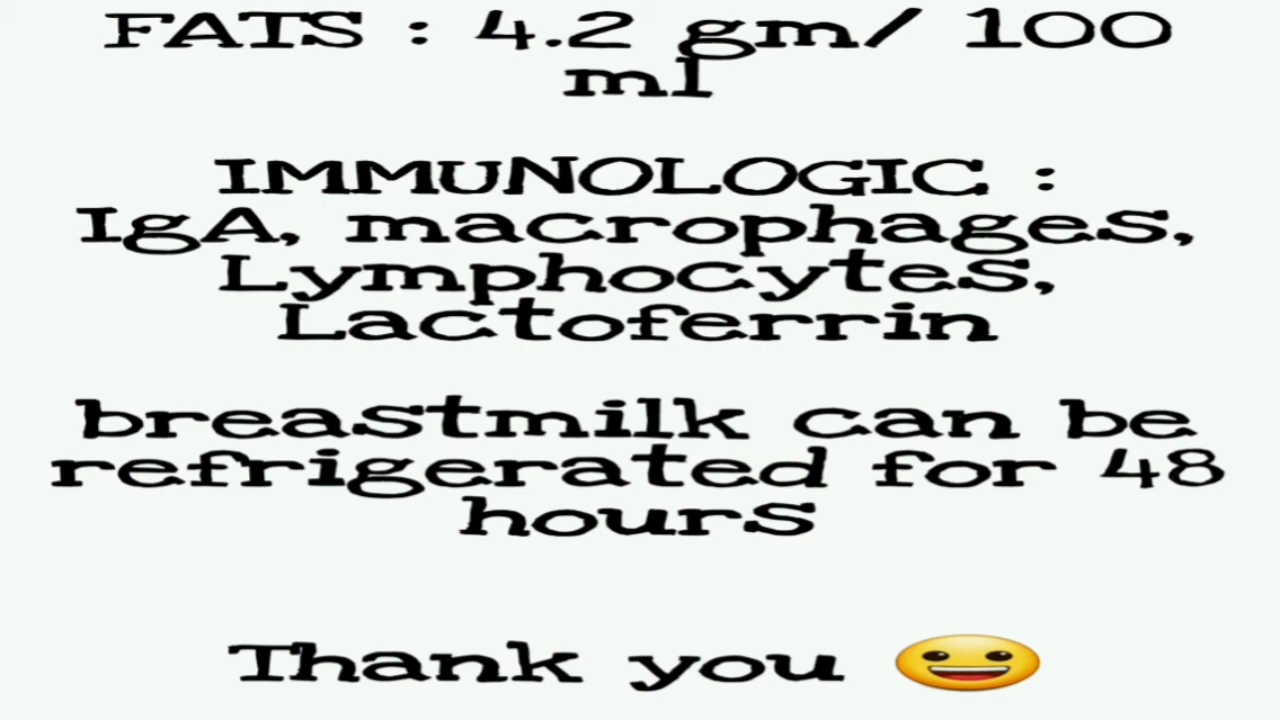 FATS : 4.2 gm/ 100
ml
IMMUNOLOGIC :
IgA, macrophages,
Lymphocytes,
Lactoferrin
breastmilk can be
refrigerated for 48
hours
Thank you 😀